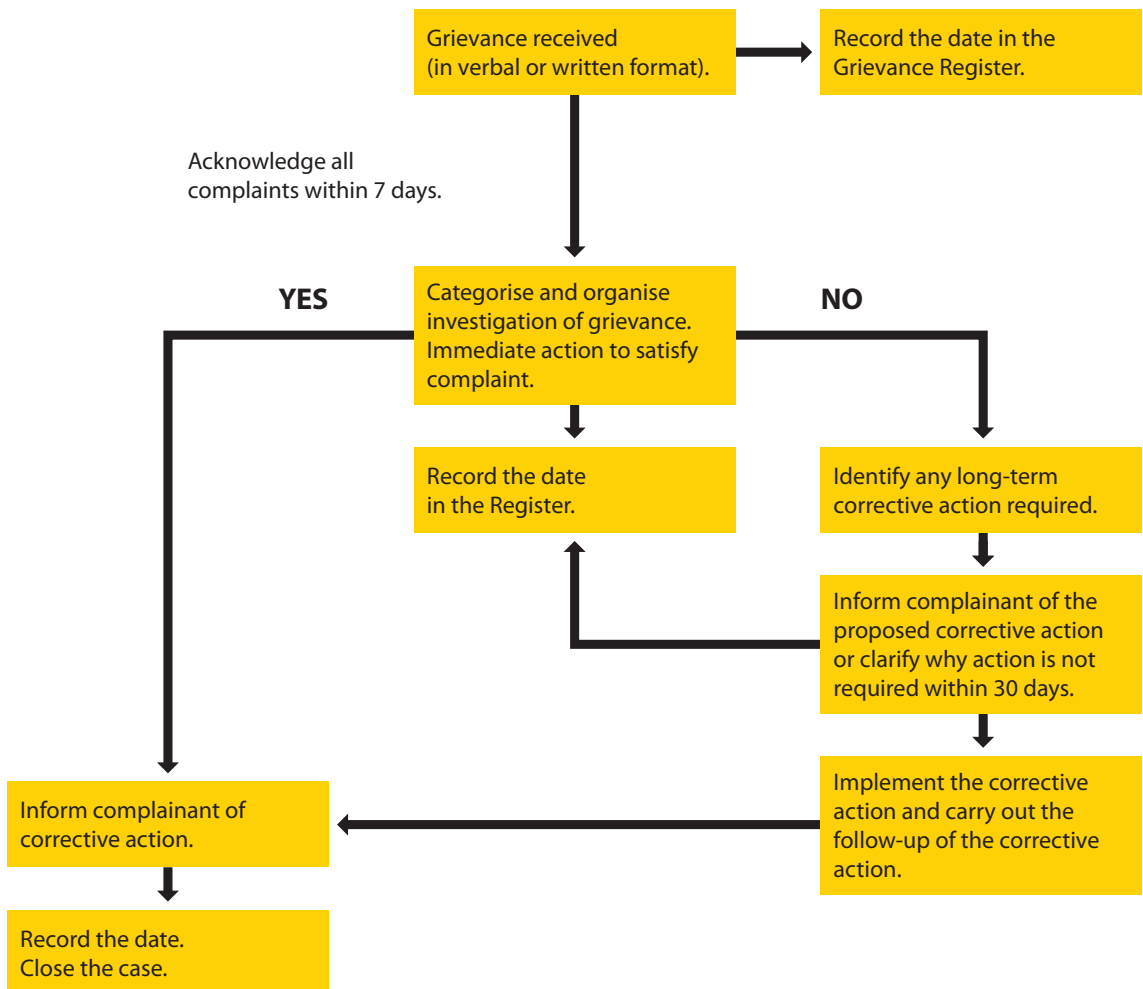 Grievance received
(in verbal or written format).
Record the date in the
Grievance Register.
Acknowledge all
complaints within 7 days.
YES
Categorise and organise
investigation of grievance.
Immediate action to satisfy
complaint.
NO
Record the date
in the Register.
Identify any long-term
corrective action required.
Inform complainant of the
proposed corrective action
or clarify why action is not
required within 30 days.
Inform complainant of
corrective action.
Implement the corrective
action and carry out the
follow-up of the corrective
action.
Record the date.
Close the case.